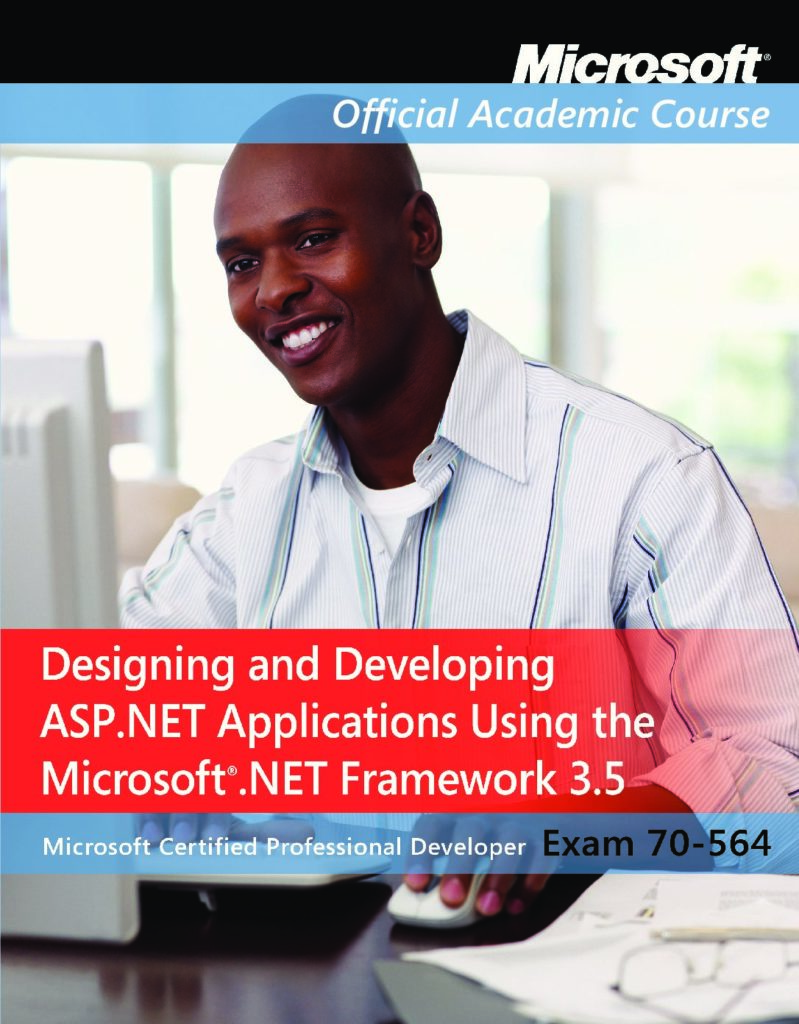 Microsoft®
Official Academic Course
Designing and Developing
ASP.NET Applications Using the
Microsoft®.NET Framework 3.5
Microsoft Certified Professional Developer Exam 70-564